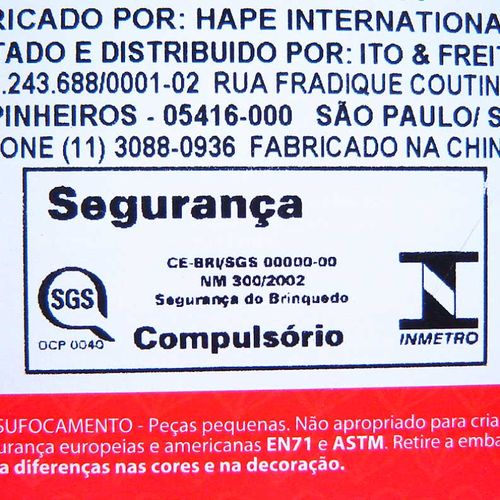 RICADO POR: HAPE INTERNATIONA
TADO E DISTRIBUIDO POR: ITO & FREIT
.243.688/0001-02 RUA FRADIQUE COUTIN
PINHEIROS - 05416-000 SÃO PAULO/ S
ONE (11) 3088-0936 FABRICADO NA CHIN
Segurança
CE-BRI/SGS 00000-00
NM 300/2002
Segurança do Brinquedo
SGS
OCP 0040
Compulsório
INMETRO
SUFOCAMENTO - Peças pequenas. Não apropriado para cria
urança europeias e americanas EN71 e ASTM. Retire a emba
a diferenças nas cores e na decoração.